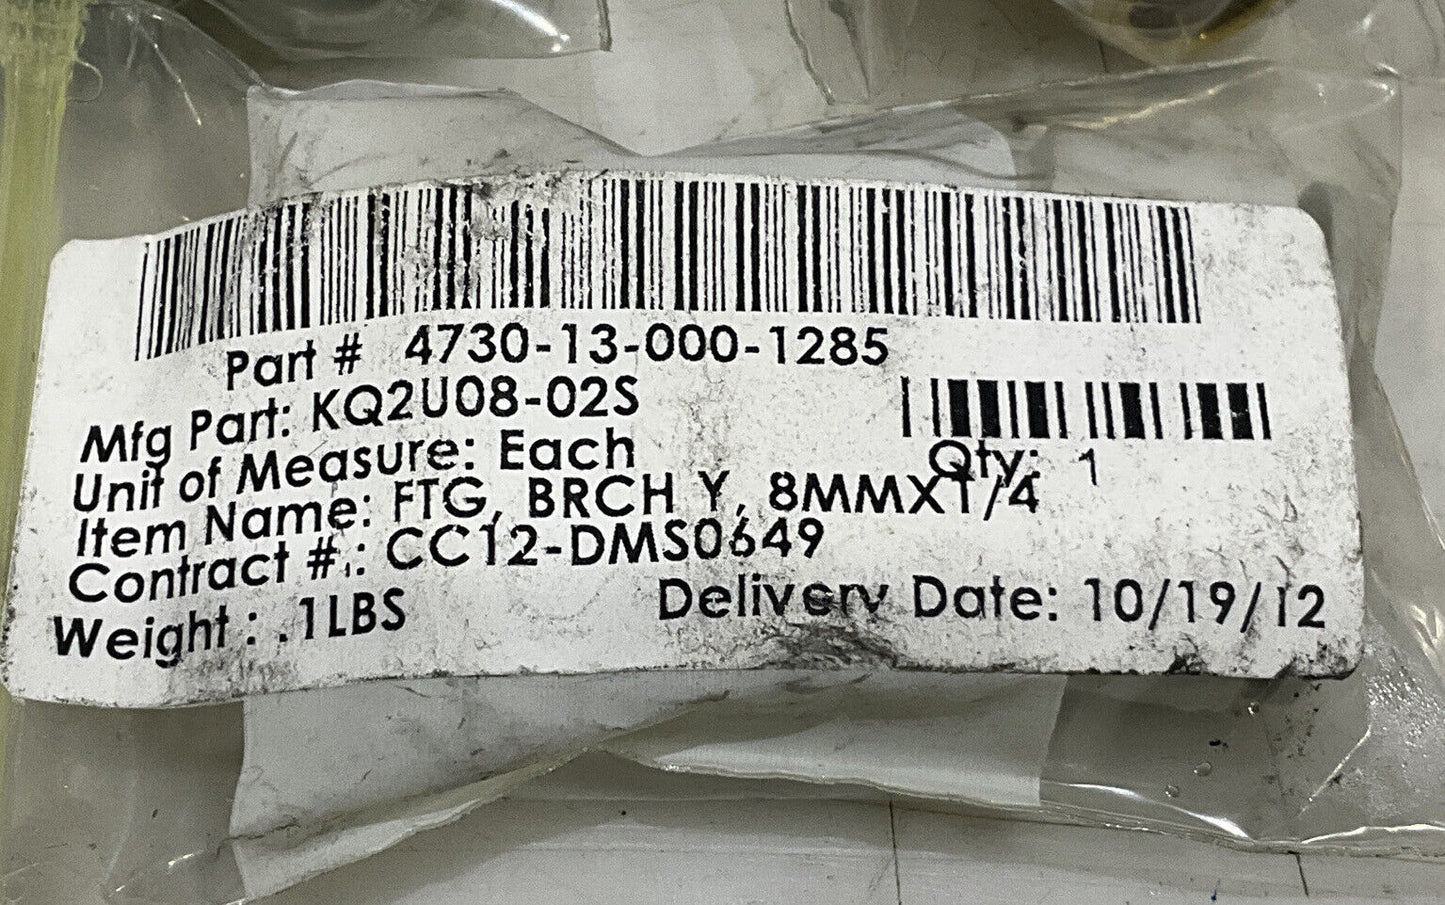 Part # 4730-13-000-1285
Mfg Part: KQ2U08-02S
Unit of Measure: Each
Qty: 1
Item Name: FTG, BRCH Y, 8MMX1/4
Contract #.: CC12-DMS0649
Weight : .1LBS
Delivery Date: 10/19/12